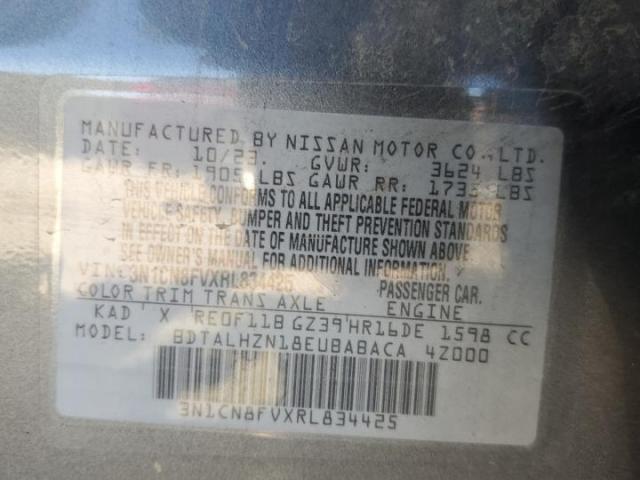 MANUFACTURED BY NISSAN MOTOR CO., LTD.
DATE: 10/23. GVWR: 3624 LBS
GAWR FR: 1905 LBS GAWR RR: 1733 LBS
THIS VEHICLE CONFORMS TO ALL APPLICABLE FEDERAL MOTOR
VEHICLE SAFETY, BUMPER AND THEFT PREVENTION STANDARDS
IN EFFECT ON THE DATE OF MANUFACTURE SHOWN ABOVE.
SEE OWNER'S MANUAL FOR ADDITIONAL INFORMATION.
VIN: 3N1CN8FVXRL834425 PASSENGER CAR.
COLOR TRIM TRANS AXLE ENGINE
KAD X RE0F11B GZ39 HR16DE 1598 CC
MODEL: BDTALHZN18EUBABACA 4Z000
3N1CN8FVXRL834425